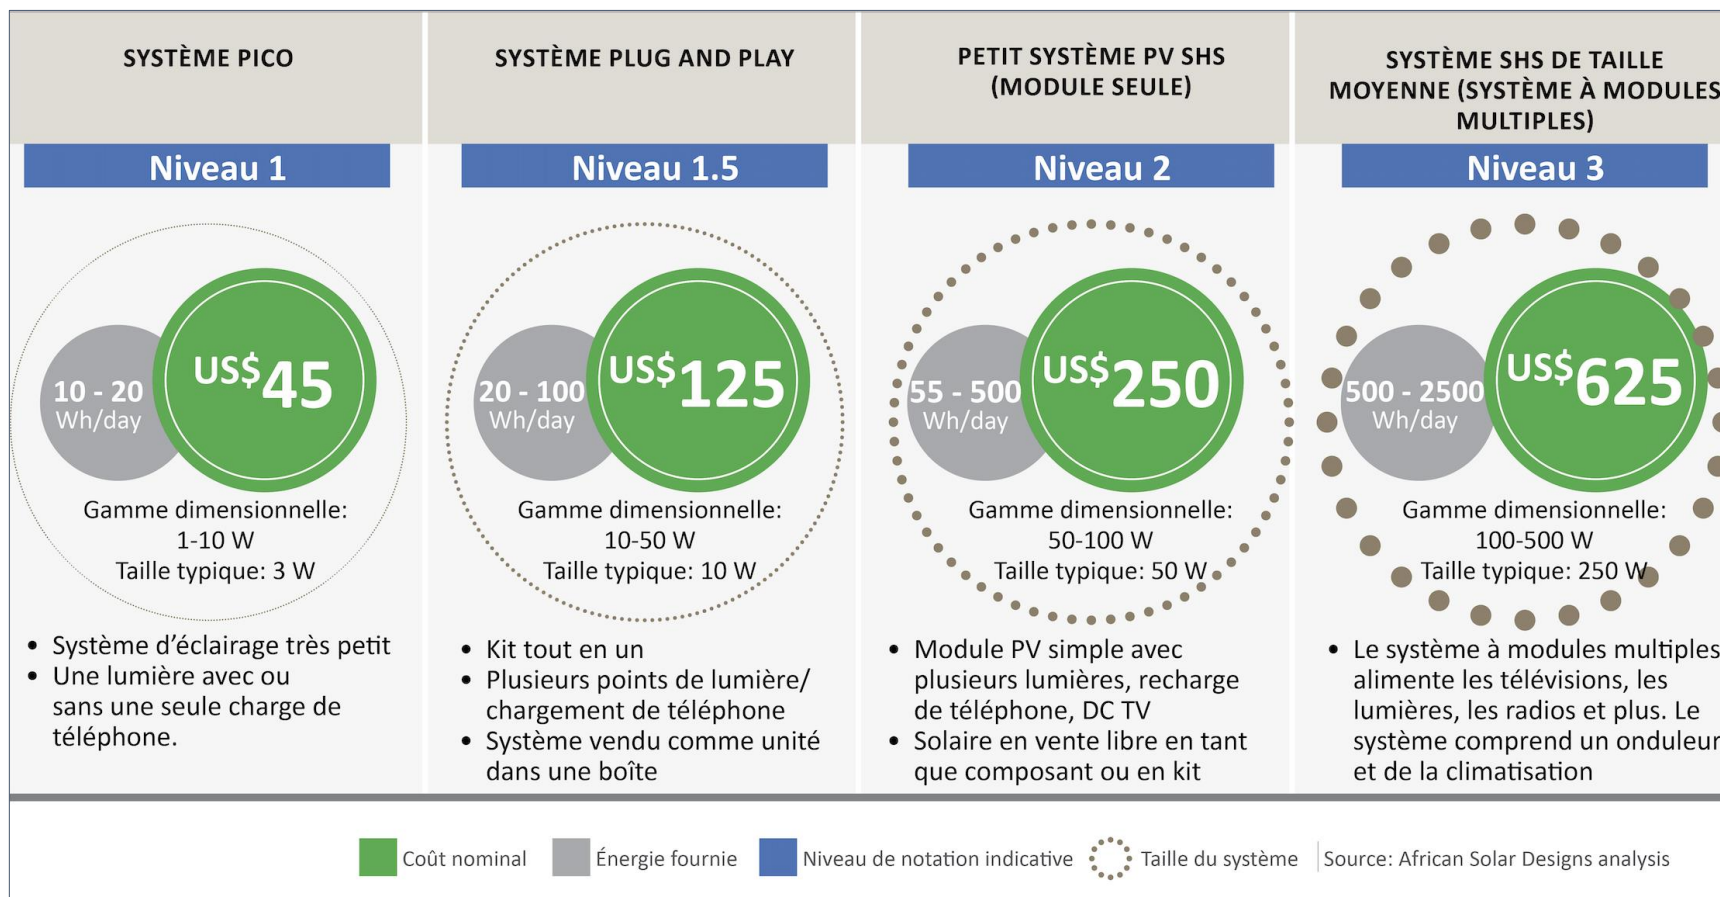 SYSTÈME PICO
Niveau 1
10 - 20
Wh/day
US$45
Gamme dimensionnelle:
1-10 W
Taille typique: 3 W
• Système d’éclairage très petit
• Une lumière avec ou
sans une seule charge de
téléphone.
SYSTÈME PLUG AND PLAY
Niveau 1.5
20 - 100
Wh/day
US$125
Gamme dimensionnelle:
10-50 W
Taille typique: 10 W
• Kit tout en un
• Plusieurs points de lumière/
chargement de téléphone
• Système vendu comme unité
dans une boîte
PETIT SYSTÈME PV SHS
(MODULE SEULE)
Niveau 2
55 - 500
Wh/day
US$250
Gamme dimensionnelle:
50-100 W
Taille typique: 50 W
• Module PV simple avec
plusieurs lumières, recharge
de téléphone, DC TV
• Solaire en vente libre en tant
que composant ou en kit
SYSTÈME SHS DE TAILLE
MOYENNE (SYSTÈME À MODULES
MULTIPLES)
Niveau 3
500 - 2500
Wh/day
US$625
Gamme dimensionnelle:
100-500 W
Taille typique: 250 W
• Le système à modules multiples
alimente les télévisions, les
lumières, les radios et plus. Le
système comprend un onduleur
et de la climatisation
Coût nominal
Énergie fournie
Niveau de notation indicative
Taille du système
Source: African Solar Designs analysis